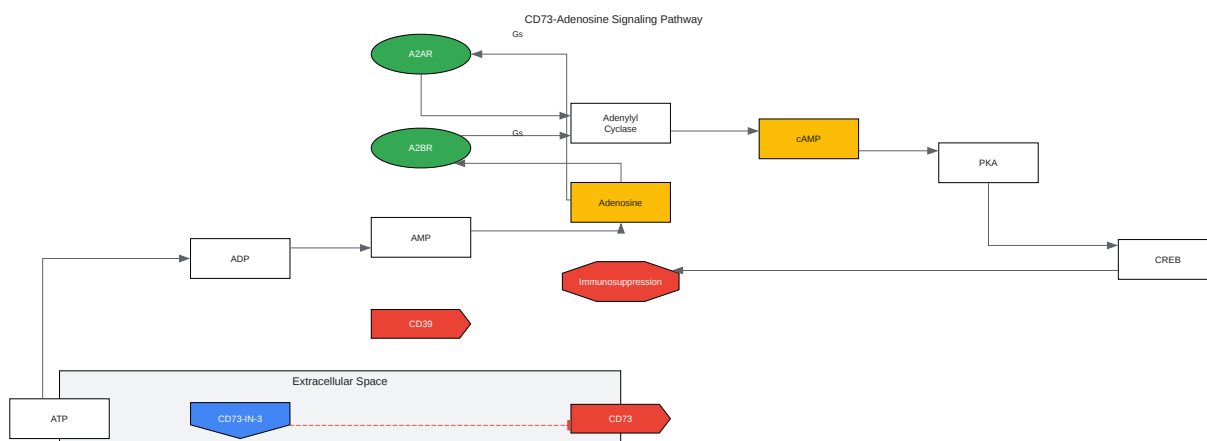 CD73-Adenosine Signaling Pathway
Gs
A2AR
Adenylyl
Cyclase
Gs
cAMP
A2BR
PKA
Adenosine
AMP
ADP
CREB
Immunosuppression
CD39
Extracellular Space
ATP
CD73-IN-3
CD73